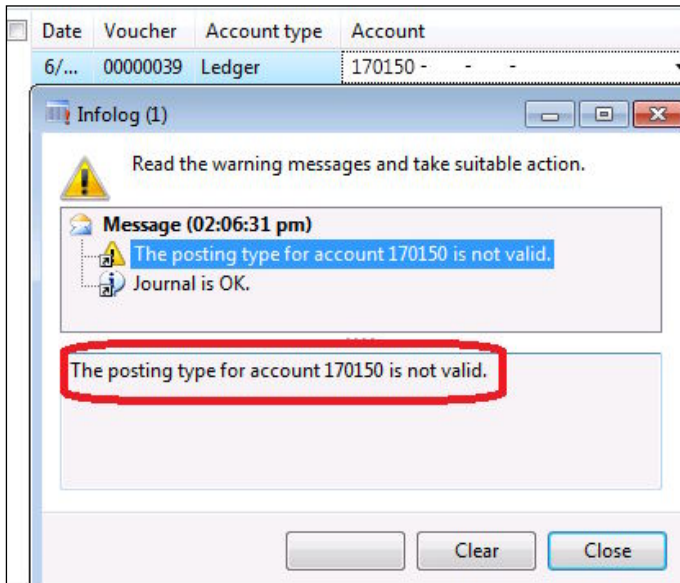 Date Voucher Account type Account
6/... 00000039 Ledger 170150 - - -
Infolog (1)
Read the warning messages and take suitable action.
Message (02:06:31 pm)
The posting type for account 170150 is not valid.
Journal is OK.
The posting type for account 170150 is not valid.
Clear Close